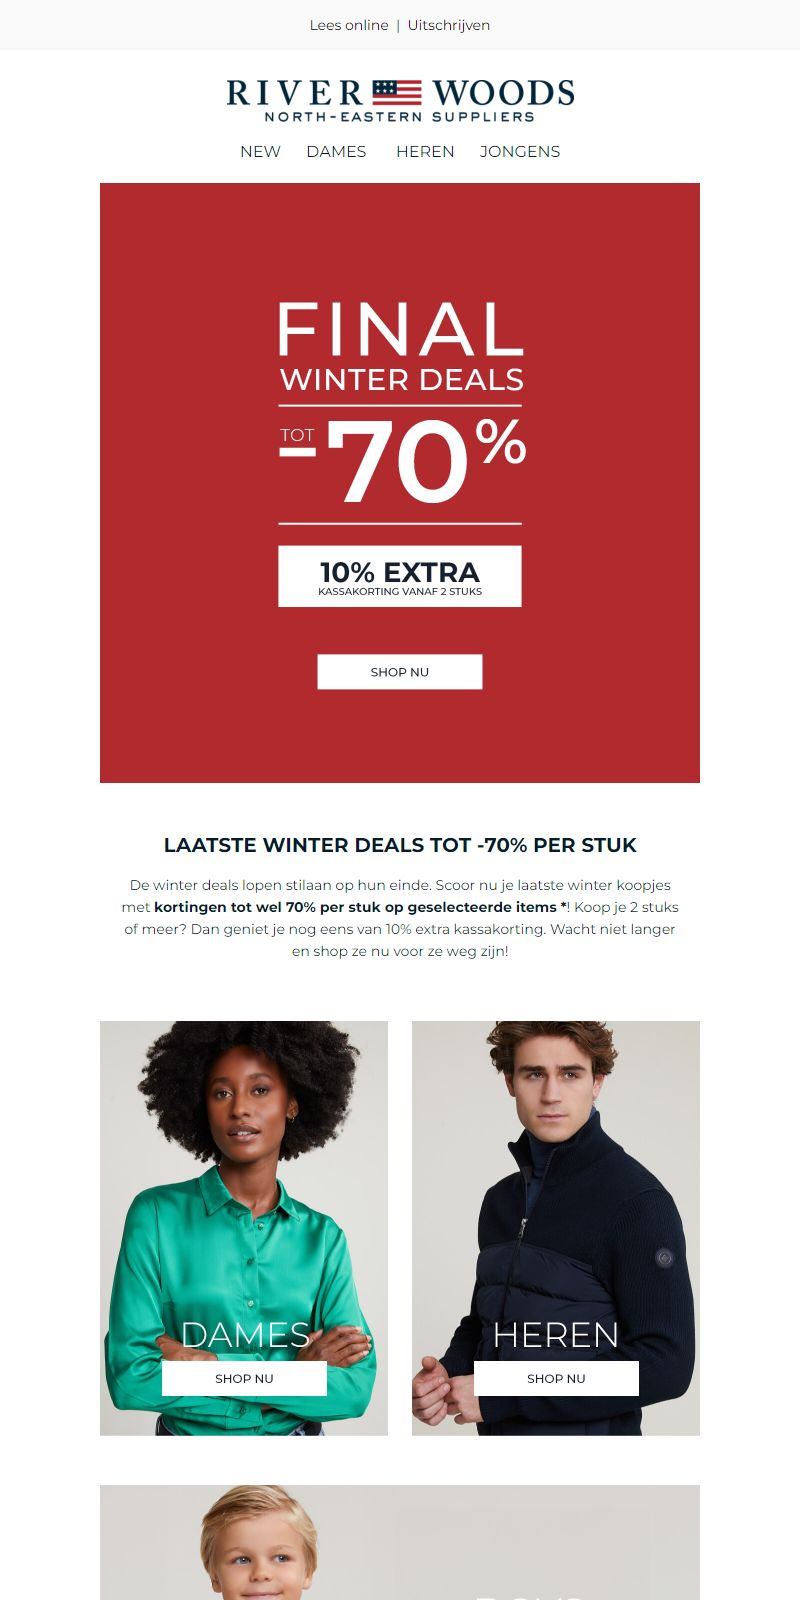 Lees online | Uitschrijven
RIVER WOODS
NORTH-EASTERN SUPPLIERS
NEW DAMES HEREN JONGENS
FINAL
WINTER DEALS
TOT
-70%
10% EXTRA
KASSAKORTING VANAF 2 STUKS
SHOP NU
LAATSTE WINTER DEALS TOT -70% PER STUK
De winter deals lopen stilaan op hun einde. Scoor nu je laatste winter koopjes
met kortingen tot wel 70% per stuk op geselecteerde items *! Koop je 2 stuks
of meer? Dan geniet je nog eens van 10% extra kassakorting. Wacht niet langer
en shop ze nu voor ze weg zijn!
DAMES
SHOP NU
HEREN
SHOP NU